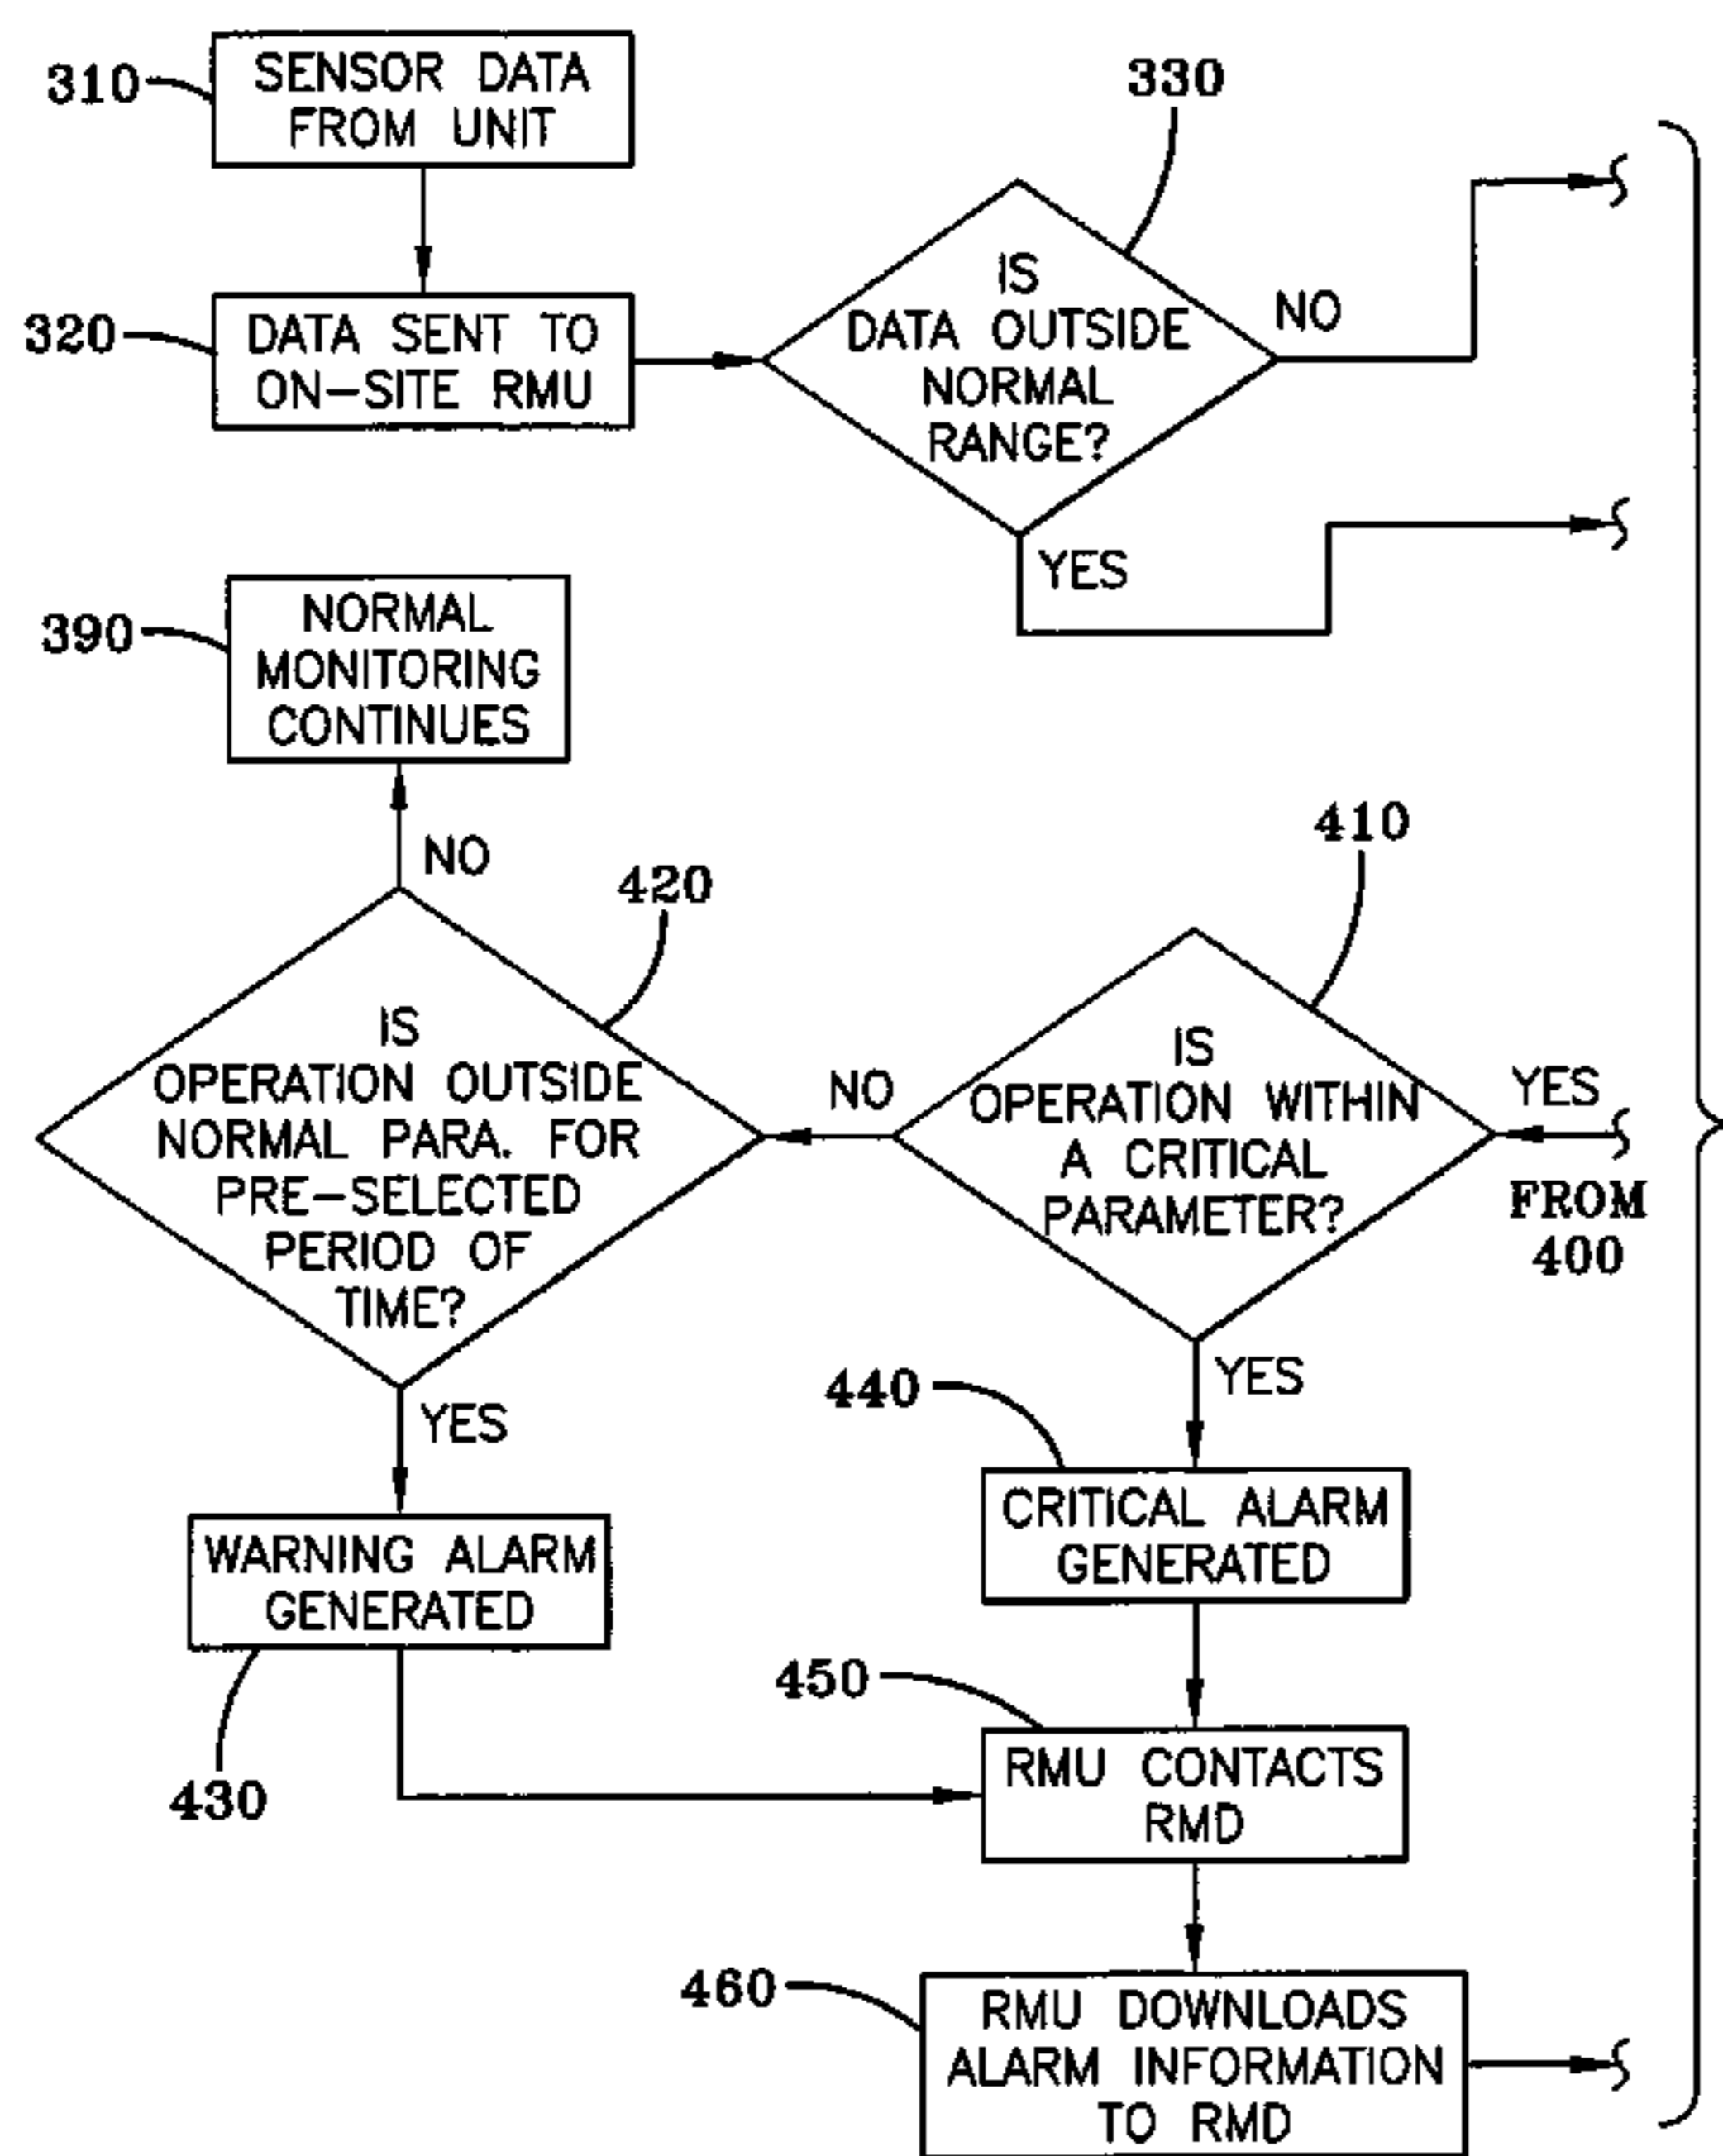 310
SENSOR DATA
FROM UNIT
330
320
DATA SENT TO
ON-SITE RMU
IS
DATA OUTSIDE
NORMAL
RANGE?
NO
YES
390
NORMAL
MONITORING
CONTINUES
NO
420
410
IS
OPERATION OUTSIDE
NORMAL PARA. FOR
PRE-SELECTED
PERIOD OF
TIME?
NO
IS
OPERATION WITHIN
A CRITICAL
PARAMETER?
YES
FROM
400
YES
YES
440
WARNING ALARM
GENERATED
430
CRITICAL ALARM
GENERATED
450
RMU CONTACTS
RMD
460
RMU DOWNLOADS
ALARM INFORMATION
TO RMD